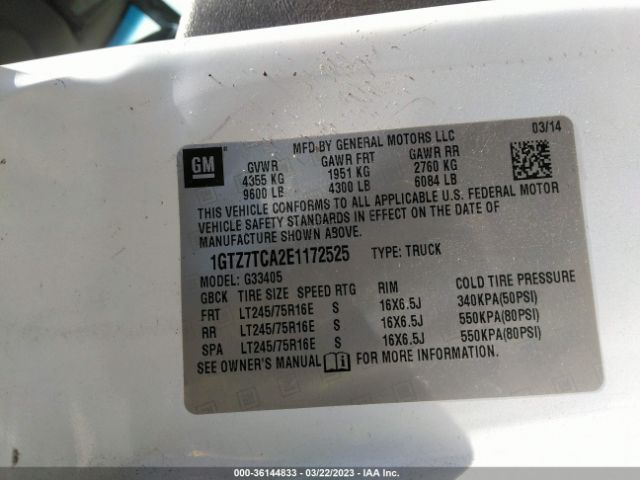 MFD BY GENERAL MOTORS LLC 03/14
GM
GVWR GAWR FRT GAWR RR
4355 KG 1951 KG 2760 KG
9600 LB 4300 LB 6084 LB
THIS VEHICLE CONFORMS TO ALL APPLICABLE U.S. FEDERAL MOTOR
VEHICLE SAFETY STANDARDS IN EFFECT ON THE DATE OF
MANUFACTURE SHOWN ABOVE.
1GTZ7TCA2E1172525 TYPE: TRUCK
MODEL: G33405
GBCK TIRE SIZE SPEED RTG RIM COLD TIRE PRESSURE
FRT LT245/75R16E S 16X6.5J 340KPA(50PSI)
RR LT245/75R16E S 16X6.5J 550KPA(80PSI)
SPA LT245/75R16E S 16X6.5J 550KPA(80PSI)
SEE OWNER'S MANUAL FOR MORE INFORMATION.
000-36144833 - 03/22/2023 - IAA Inc.